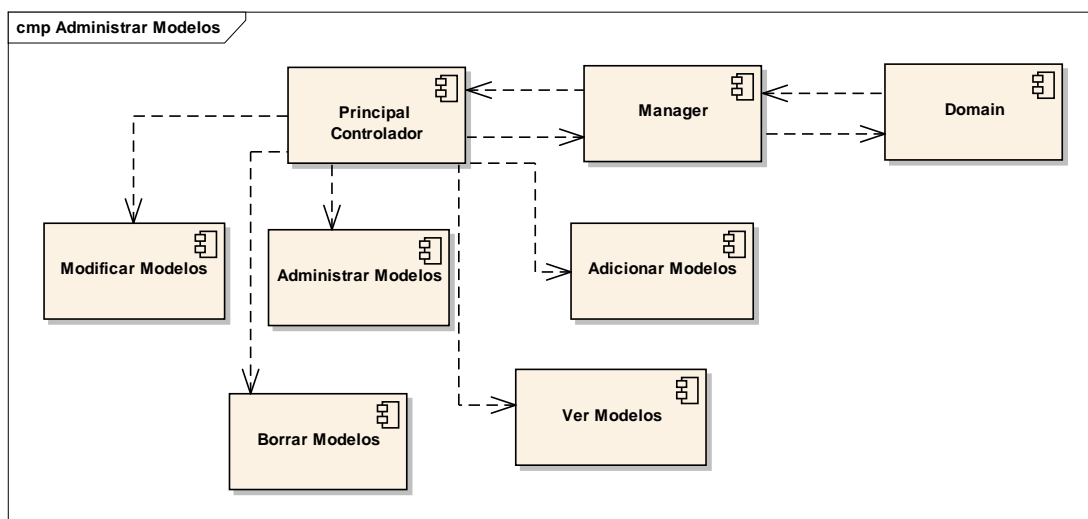 cmp Administrar Modelos
Principal
Controlador
Manager
Domain
Modificar Modelos
Administrar Modelos
Adicionar Modelos
Borrar Modelos
Ver Modelos